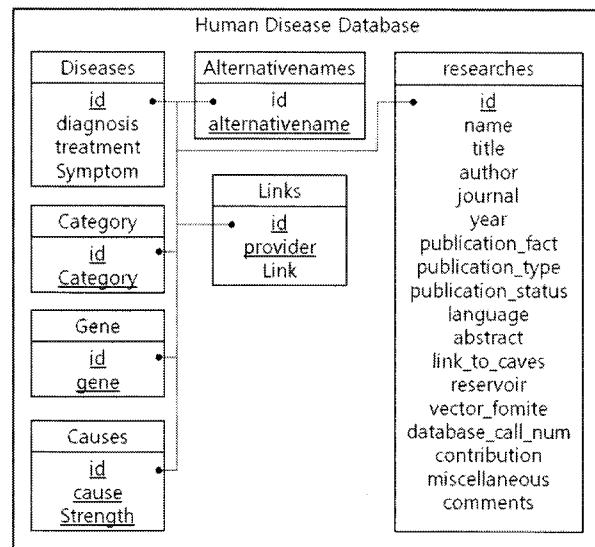 Human Disease Database
Diseases
id
diagnosis
treatment
Symptom
Alternativenames
id
alternativename
researches
id
name
title
author
journal
year
publication_fact
publication_type
publication_status
language
abstract
link_to_caves
reservoir
vector_fomite
database_call_num
contribution
miscellaneous
comments
Links
id
provider
Link
Category
id
Category
Gene
id
gene
Causes
id
cause
Strength